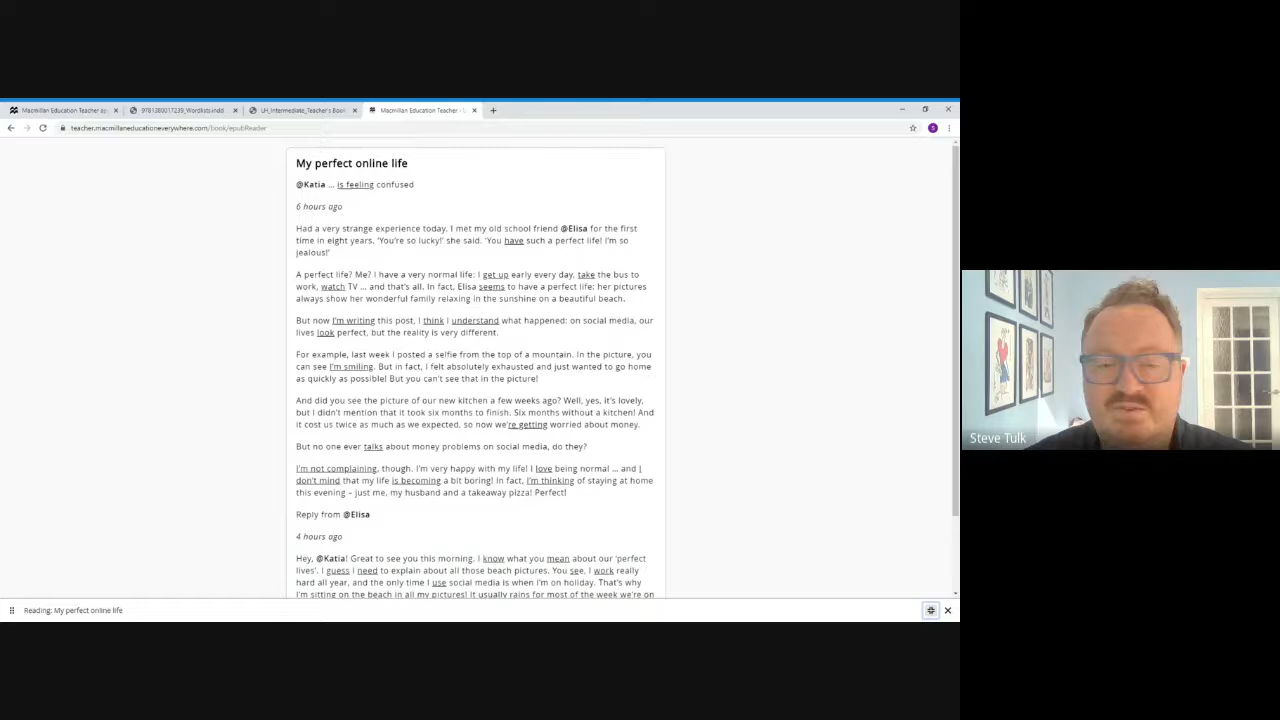 Macmillan Education Teacher ap
9781380017239_Wordlists.indd
LH_Intermediate_Teacher's Book
Macmillan Education Teacher - L
teacher.macmillaneducationeverywhere.com/book/epubReader
S
My perfect online life
@Katia ... is feeling confused
6 hours ago
Had a very strange experience today. I met my old school friend @Elisa for the first
time in eight years. 'You're so lucky!' she said. 'You have such a perfect life! I'm so
jealous!'
A perfect life? Me? I have a very normal life: I get up early every day, take the bus to
work, watch TV ... and that's all. In fact, Elisa seems to have a perfect life: her pictures
always show her wonderful family relaxing in the sunshine on a beautiful beach.
But now I'm writing this post, I think I understand what happened: on social media, our
lives look perfect, but the reality is very different.
For example, last week I posted a selfie from the top of a mountain. In the picture, you
can see I'm smiling. But in fact, I felt absolutely exhausted and just wanted to go home
as quickly as possible! But you can't see that in the picture!
And did you see the picture of our new kitchen a few weeks ago? Well, yes, it's lovely,
but I didn't mention that it took six months to finish. Six months without a kitchen! And
it cost us twice as much as we expected, so now we're getting worried about money.
But no one ever talks about money problems on social media, do they?
I'm not complaining, though. I'm very happy with my life! I love being normal ... and I
don't mind that my life is becoming a bit boring! In fact, I'm thinking of staying at home
this evening – just me, my husband and a takeaway pizza! Perfect!
Reply from @Elisa
4 hours ago
Hey, @Katia! Great to see you this morning. I know what you mean about our 'perfect
lives'. I guess I need to explain about all those beach pictures. You see, I work really
hard all year, and the only time I use social media is when I'm on holiday. That's why
I'm sitting on the beach in all my pictures! It usually rains for most of the week we're on
Reading: My perfect online life
Steve Tulk